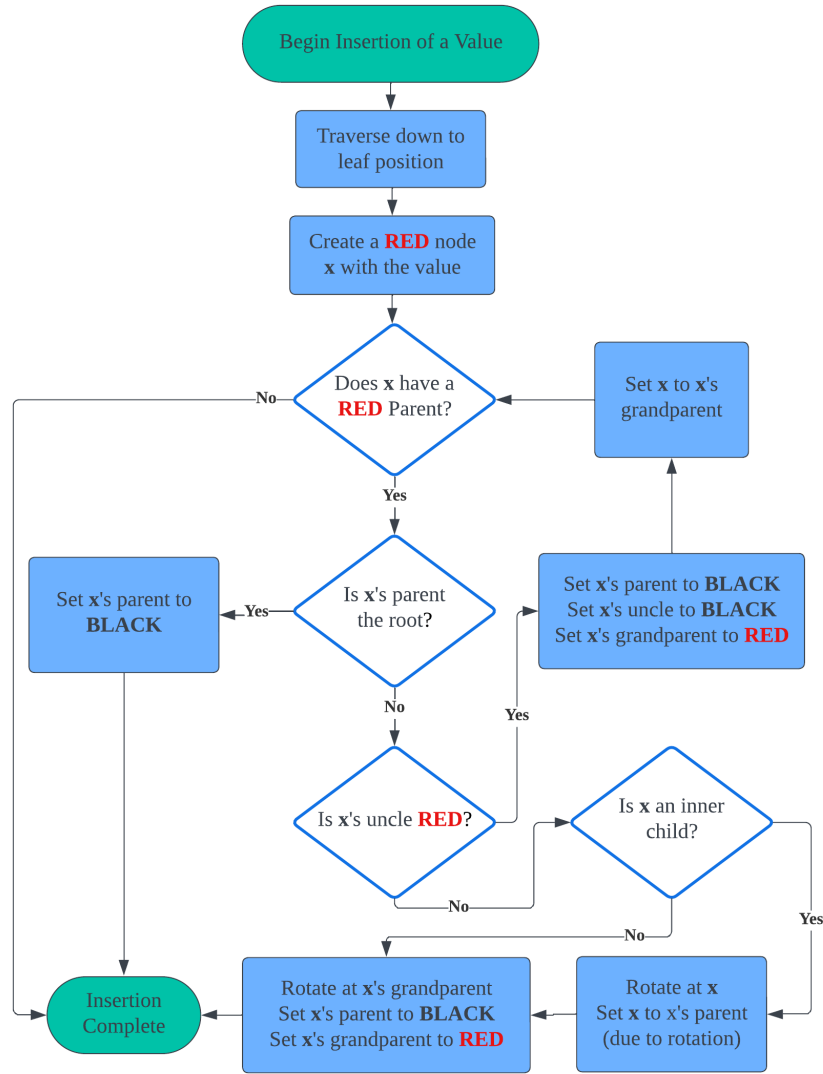 Begin Insertion of a Value
Traverse down to
leaf position
Create a RED node
x with the value
Does x have a
RED Parent?
No
Yes
Set x to x's
grandparent
Is x's parent
the root?
Yes
No
Set x's parent to
BLACK
Set x's parent to BLACK
Set x's uncle to BLACK
Set x's grandparent to RED
Is x's uncle RED?
Yes
No
Is x an inner
child?
Yes
No
Rotate at x
Set x to x's parent
(due to rotation)
Rotate at x's grandparent
Set x's parent to BLACK
Set x's grandparent to RED
Insertion
Complete